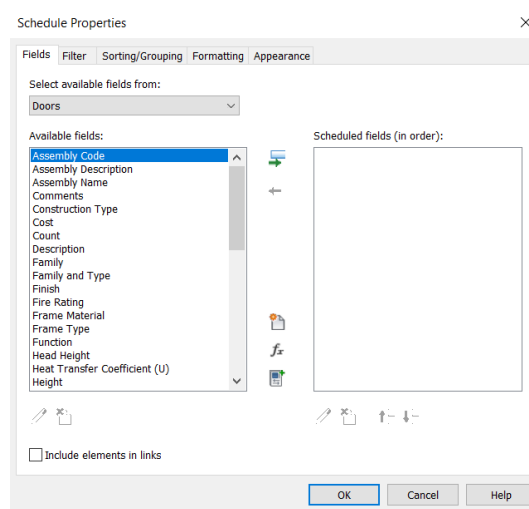 Schedule Properties
Fields Filter Sorting/Grouping Formatting Appearance
Select available fields from:
Doors
Available fields:
Scheduled fields (in order):
Assembly Code
Assembly Description
Assembly Name
Comments
Construction Type
Cost
Count
Description
Family
Family and Type
Finish
Fire Rating
Frame Material
Frame Type
Function
Head Height
Heat Transfer Coefficient (U)
Height
fx
Include elements in links
OK Cancel Help